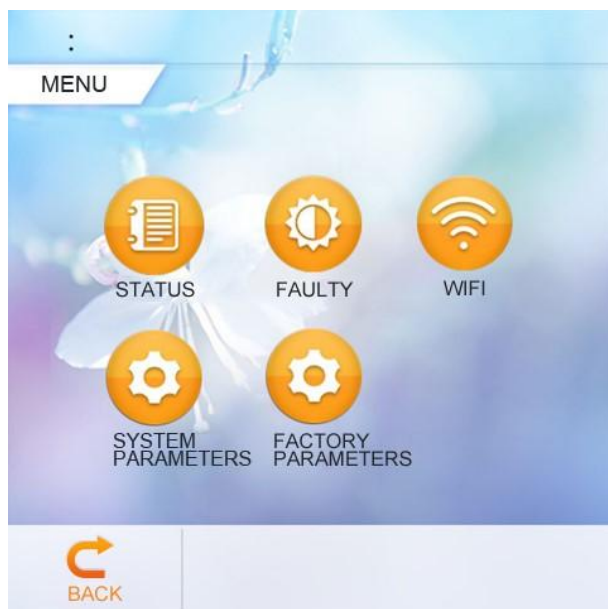 :
MENU
STATUS FAULTY WIFI
SYSTEM PARAMETERS
FACTORY PARAMETERS
BACK